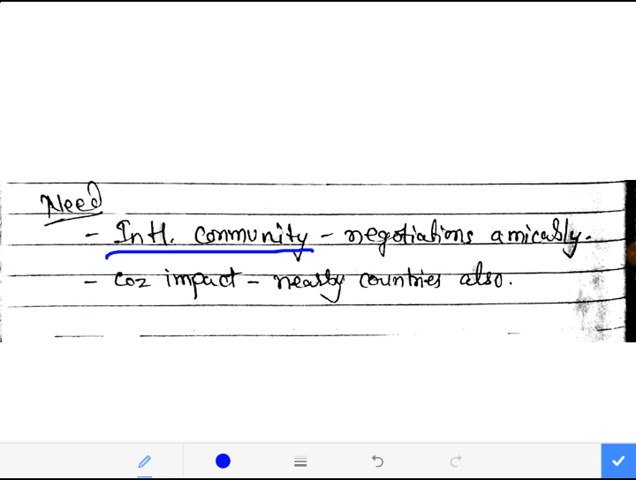 Need
- Intl. community - negotiations amicably.
- coz impact - nearby countries also.